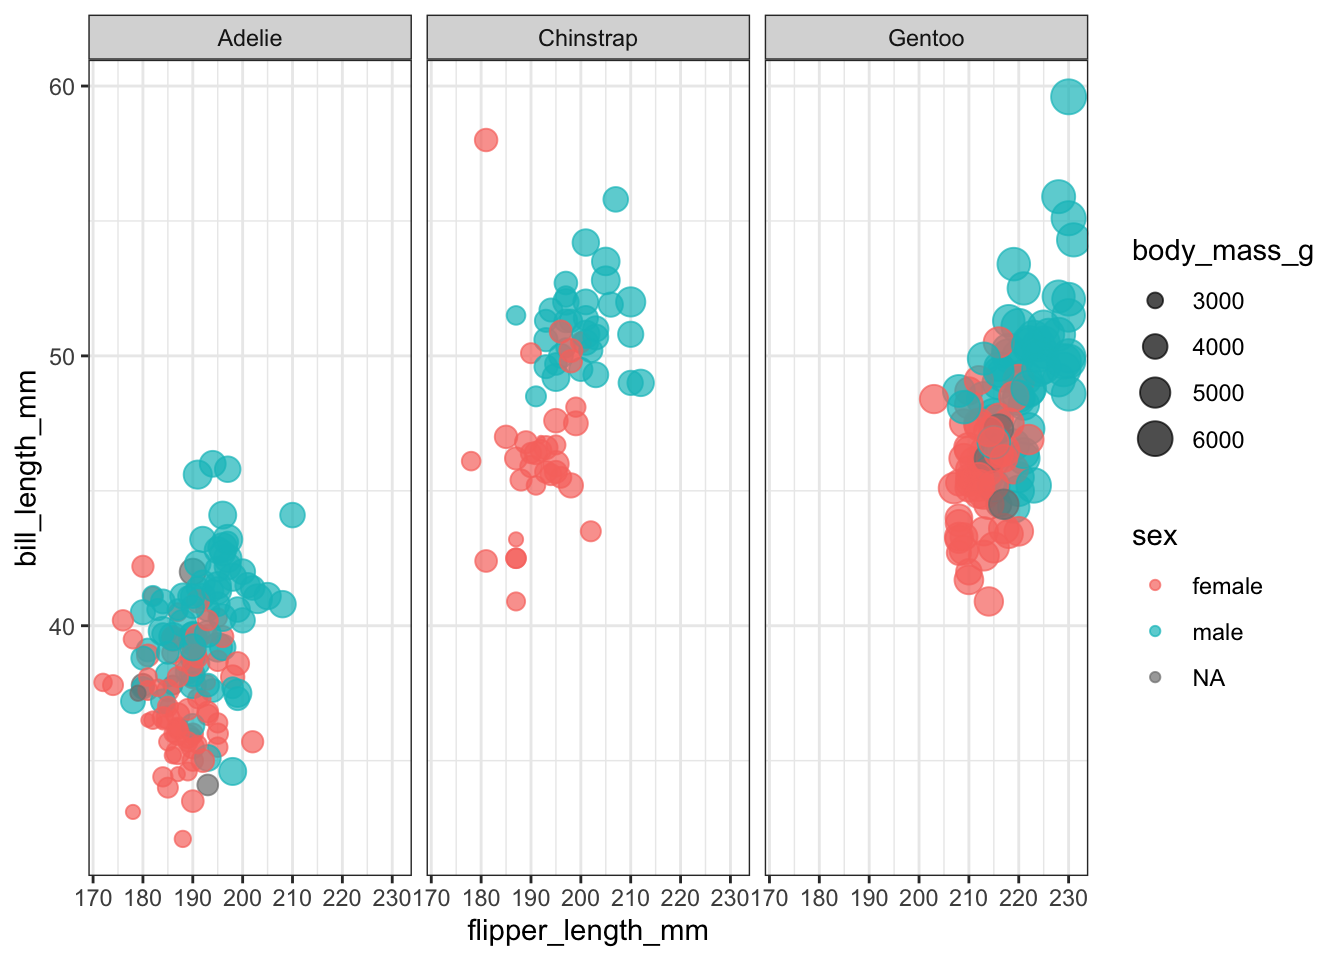 Adelie
Chinstrap
Gentoo
60
50
40
bill_length_mm
170 180 190 200 210 220 230
170 180 190 200 210 220 230
170 180 190 200 210 220 230
flipper_length_mm
body_mass_g
3000
4000
5000
6000
sex
female
male
NA